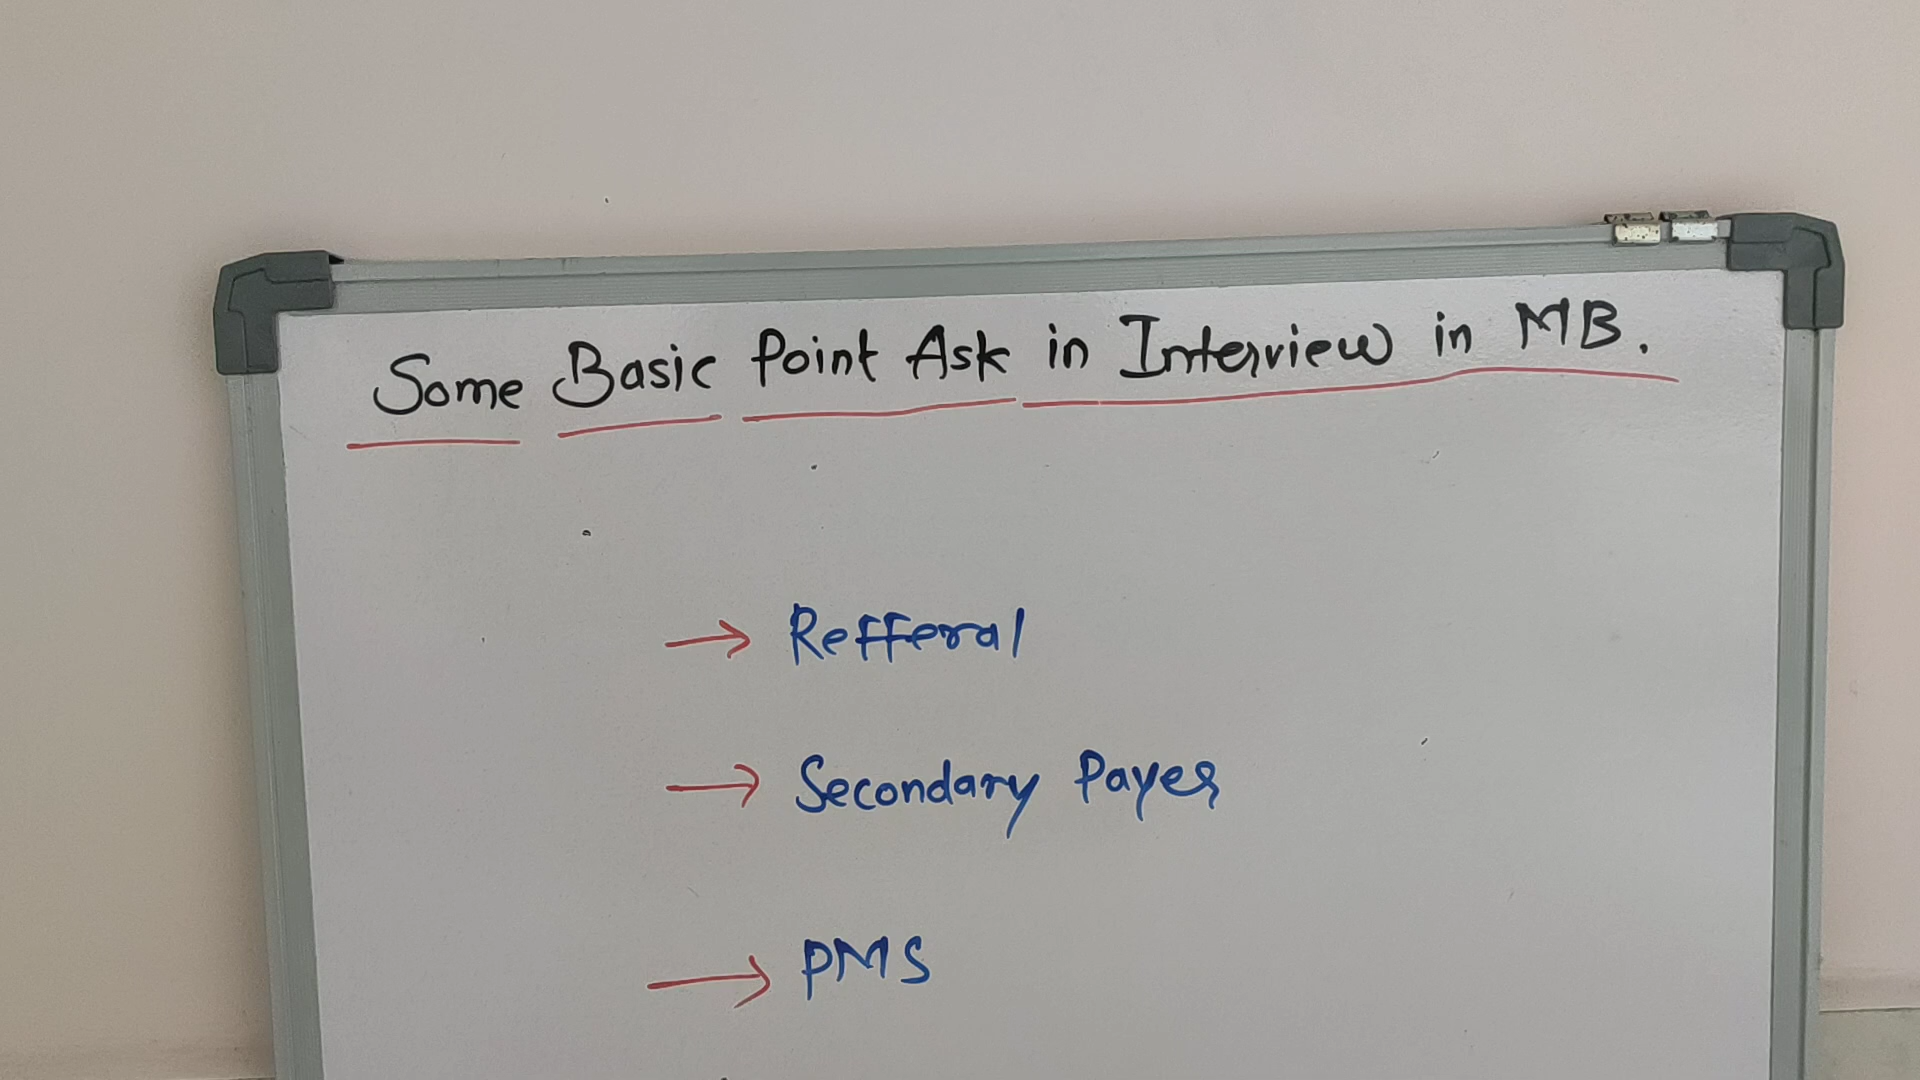 Some Basic Point Ask in Interview in MB.
→ Refferal
→ Secondary Payer
→ PMS